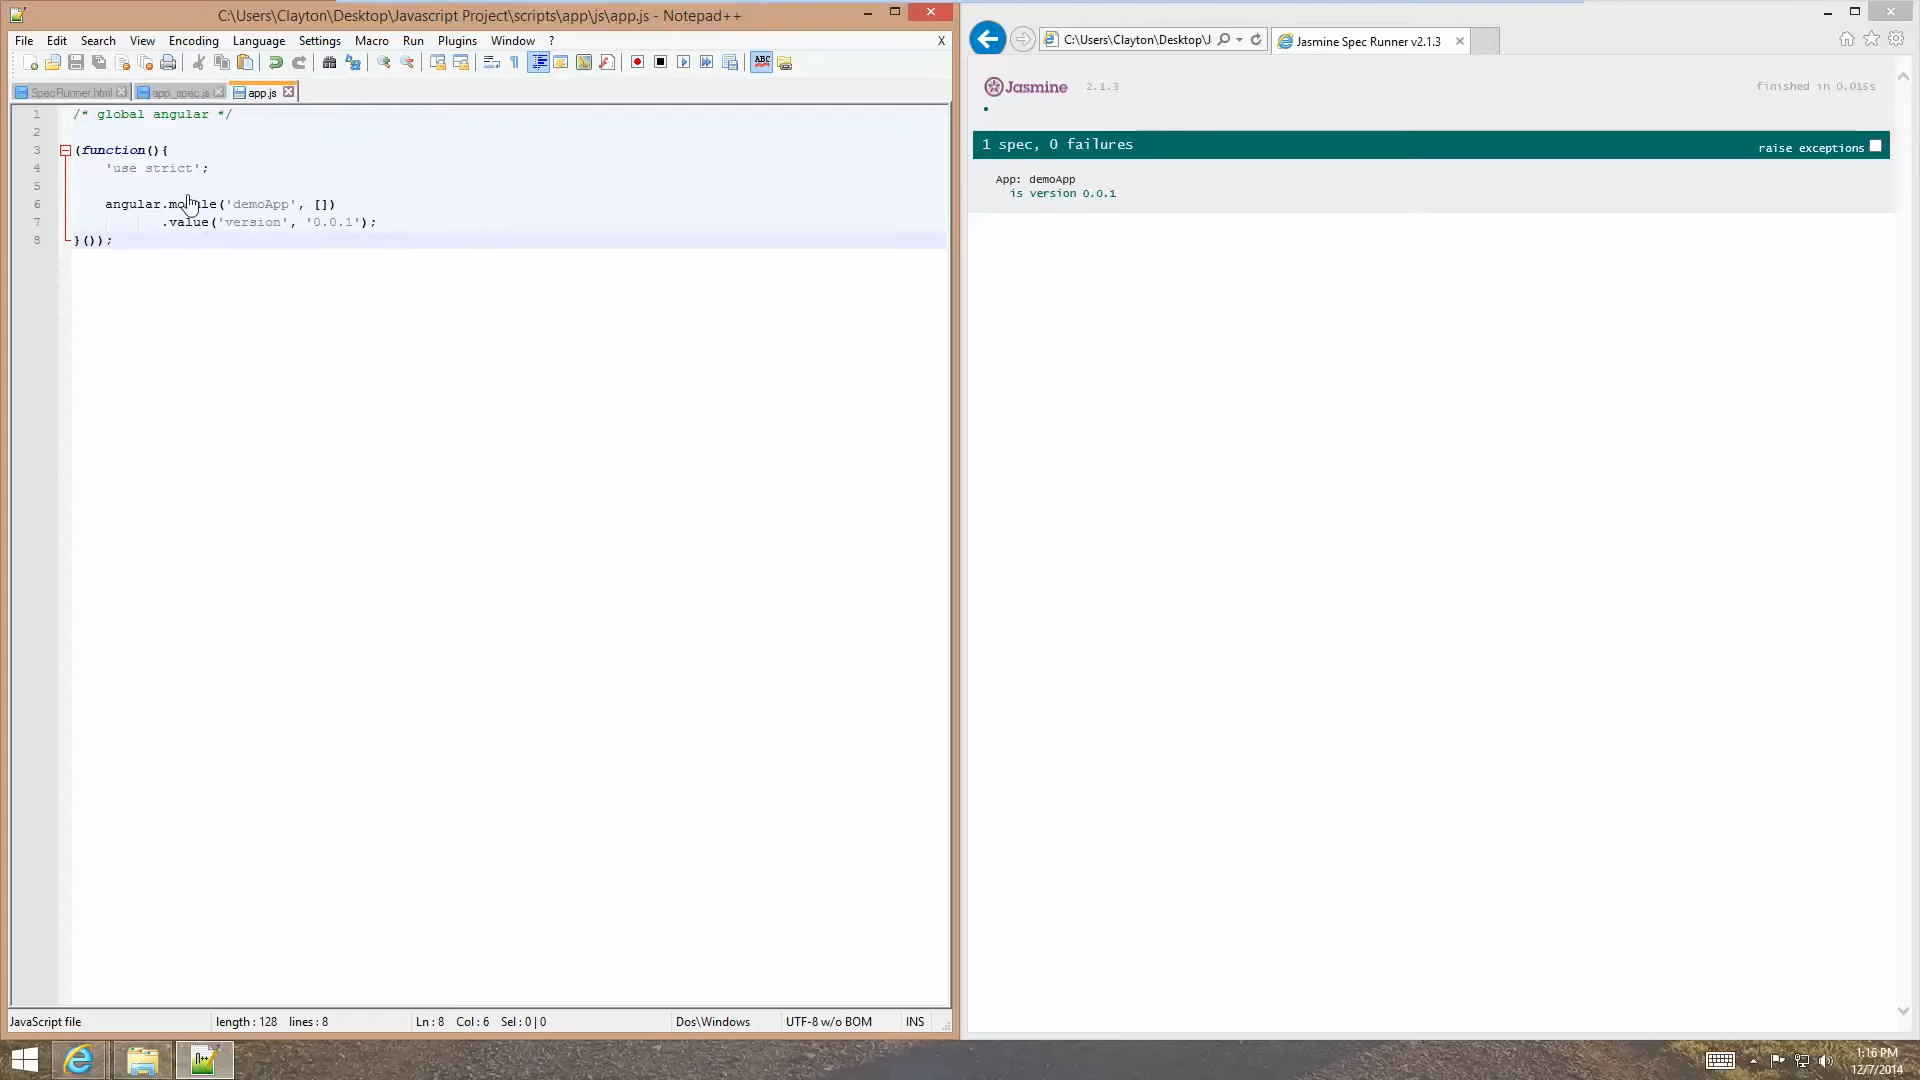 C:\Users\Clayton\Desktop\Javascript Project\scripts\app\js\app.js - Notepad++
File Edit Search View Encoding Language Settings Macro Run Plugins Window ? X
SpecRunner.html app_spec.js app.js
1 /* global angular */
2
3 (function(){
4 'use strict';
5
6 angular.module('demoApp', [])
7 .value('version', '0.0.1');
8 }());
JavaScript file length : 128 lines : 8 Ln : 8 Col : 6 Sel : 0 | 0 Dos\Windows UTF-8 w/o BOM INS
C:\Users\Clayton\Desktop\J
Jasmine Spec Runner v2.1.3
Jasmine 2.1.3 finished in 0.015s
1 spec, 0 failures raise exceptions
App: demoApp
is version 0.0.1
ABC
n++
1:16 PM
12/7/2014